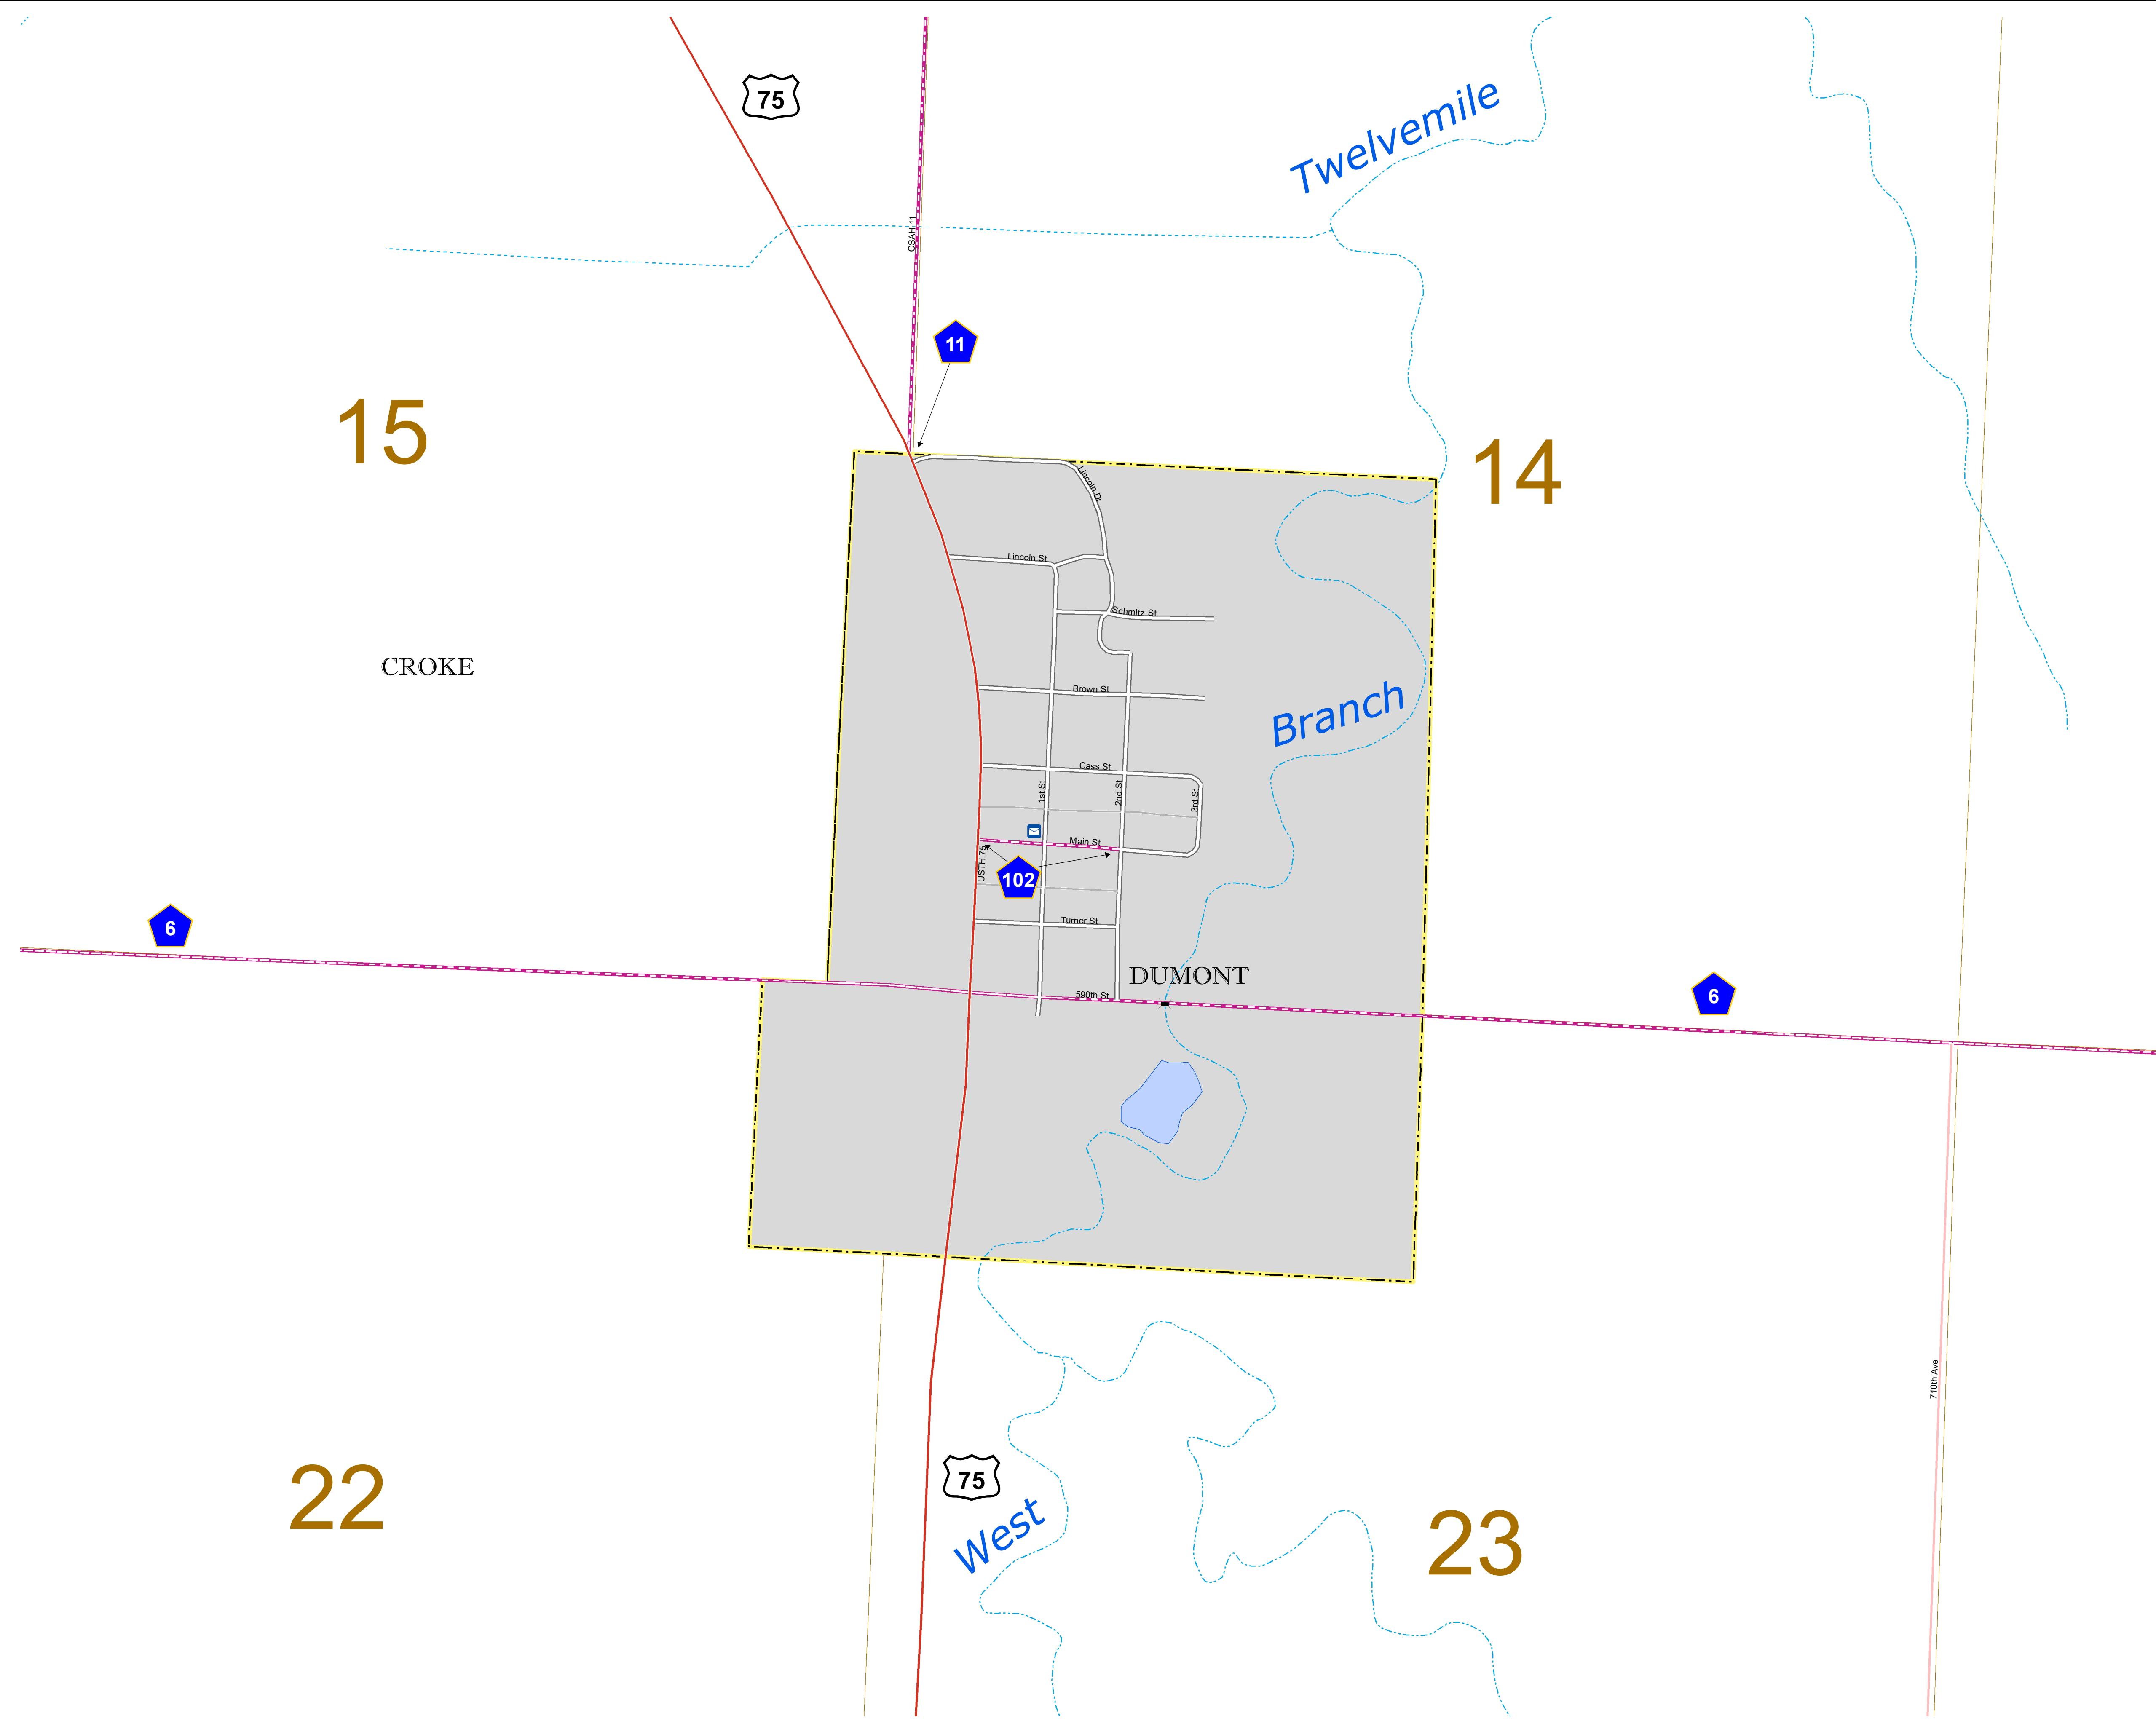 75
Twelvemile
CSAH 11
11
15
14
Lincoln Dr
Lincoln St
Schmitz St
CROKE
Brown St
Branch
Cass St
1st St
2nd St
3rd St
Main St
USTH 75
102
6
Turner St
DUMONT
590th St
6
710th Ave
75
22
West
23